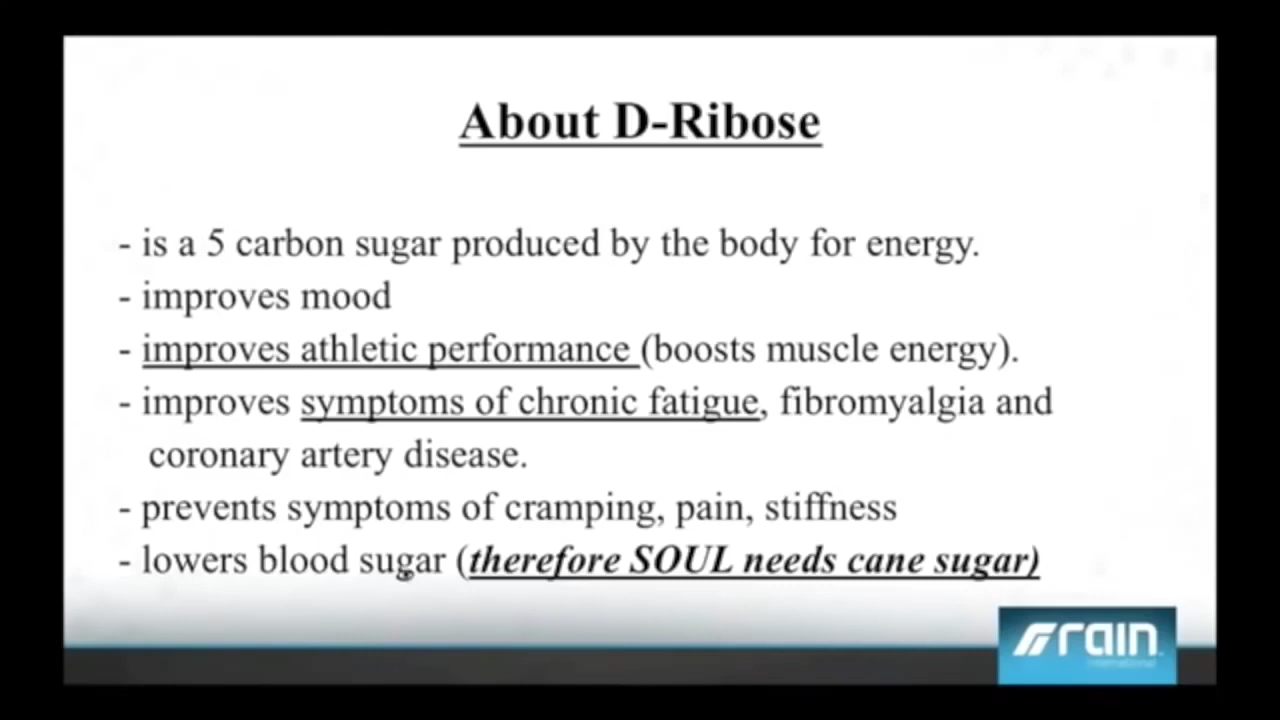 About D-Ribose
- is a 5 carbon sugar produced by the body for energy.
- improves mood
- improves athletic performance (boosts muscle energy).
- improves symptoms of chronic fatigue, fibromyalgia and
coronary artery disease.
- prevents symptoms of cramping, pain, stiffness
- lowers blood sugar (therefore SOUL needs cane sugar)
rain
international